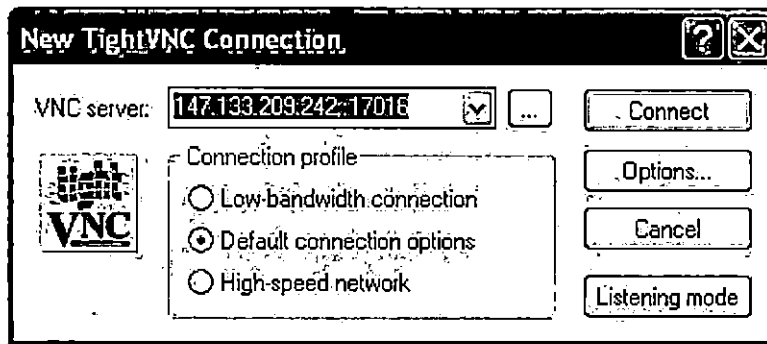 New TightVNC Connection
VNC server: 147.133.209.242::17016 ...
Connect
Connection profile
Low-bandwidth connection
Default connection options
High-speed network
VNC
Options...
Cancel
Listening mode